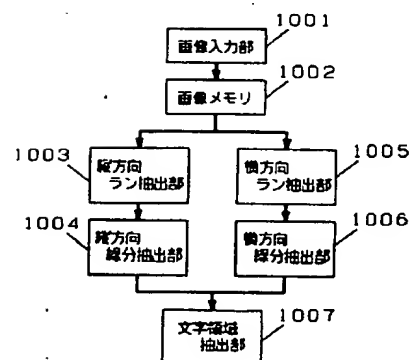 1001
画像入力部
1002
画像メモリ
1003
縦方向
ラン抽出部
1005
横方向
ラン抽出部
1004
縦方向
線分抽出部
1006
横方向
線分抽出部
1007
文字領域
抽出部